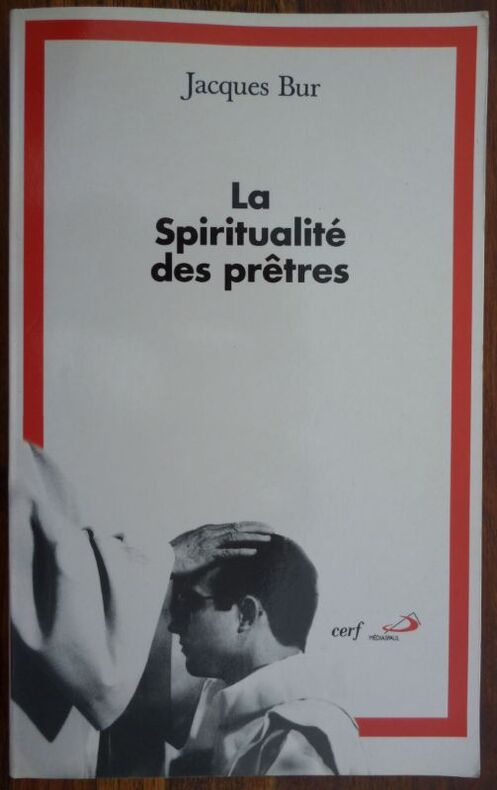 Jacques Bur
La
Spiritualité
des prêtres
cerf
MÉDIASPAUL